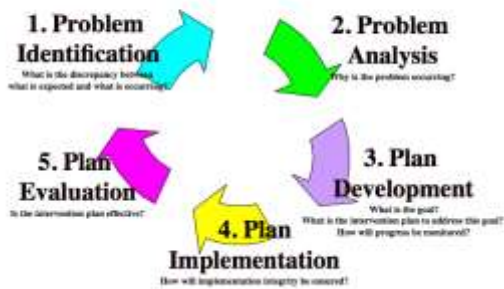 1. Problem
Identification
What is the discrepancy between
what is expected and what is occurring?
2. Problem
Analysis
Why is the problem occurring?
3. Plan
Development
What is the goal?
What is the intervention plan to address this goal?
How will progress be monitored?
4. Plan
Implementation
How will implementation integrity be ensured?
5. Plan
Evaluation
Is the intervention plan effective?